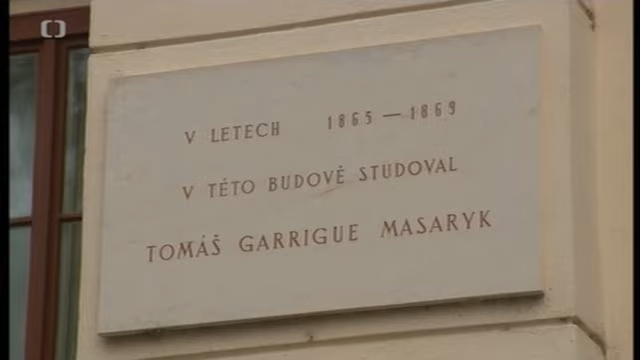 V LETECH 1865 — 1869
V TÉTO BUDOVĚ STUDOVAL
TOMÁŠ GARRIGUE MASARYK